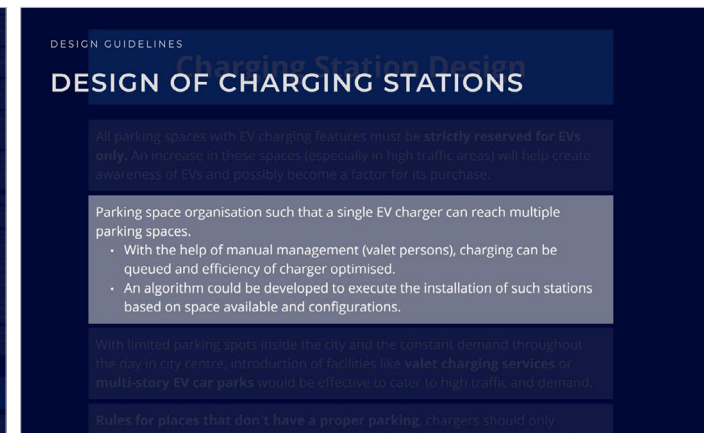 DESIGN GUIDELINES
Charging Station Design
DESIGN OF CHARGING STATIONS
All parking spaces with EV charging features must be strictly reserved for EVs
only. An increase in these spaces (especially in high traffic areas) will help create
awareness of EVs and possibly become a factor for its purchase.
Parking space organisation such that a single EV charger can reach multiple
parking spaces.
• With the help of manual management (valet persons), charging can be
queued and efficiency of charger optimised.
• An algorithm could be developed to execute the installation of such stations
based on space available and configurations.
With limited parking spots inside the city and the constant demand throughout
the day in city centre, introduction of facilities like valet charging services or
multi-story EV car parks would be effective to cater to high traffic and demand.
Rules for places that don't have a proper parking, chargers should only